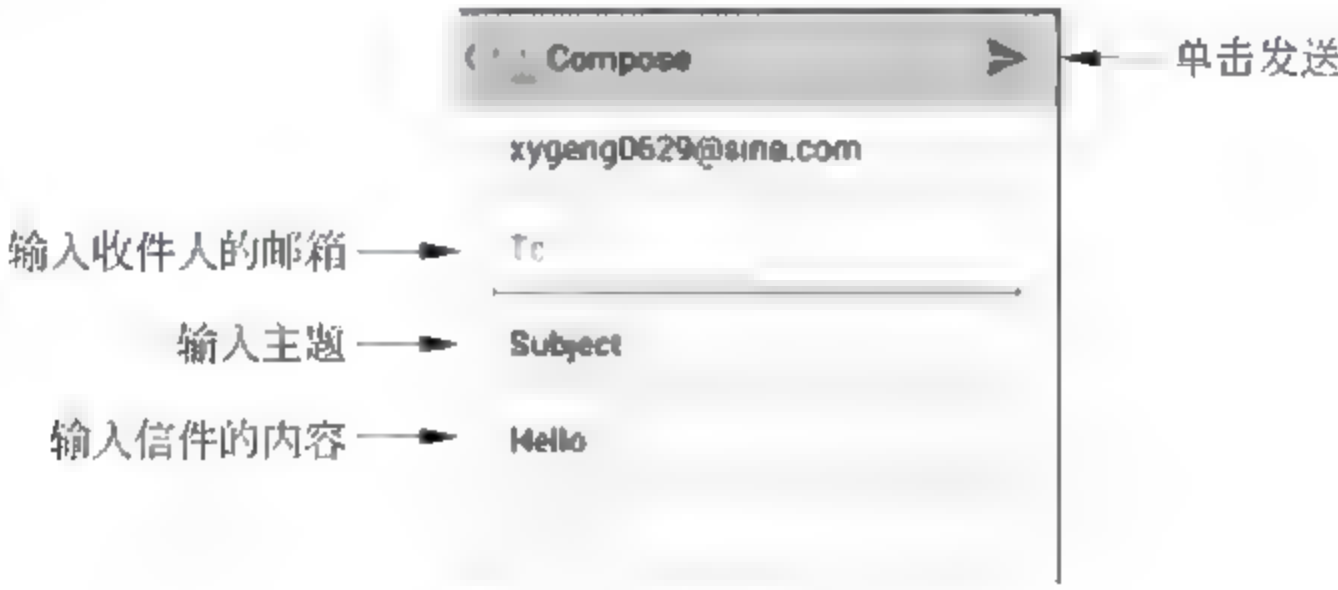 Compose
单击发送
xygeng0629@sina.com
输入收件人的邮箱
To
输入主题
Subject
输入信件的内容
Hello